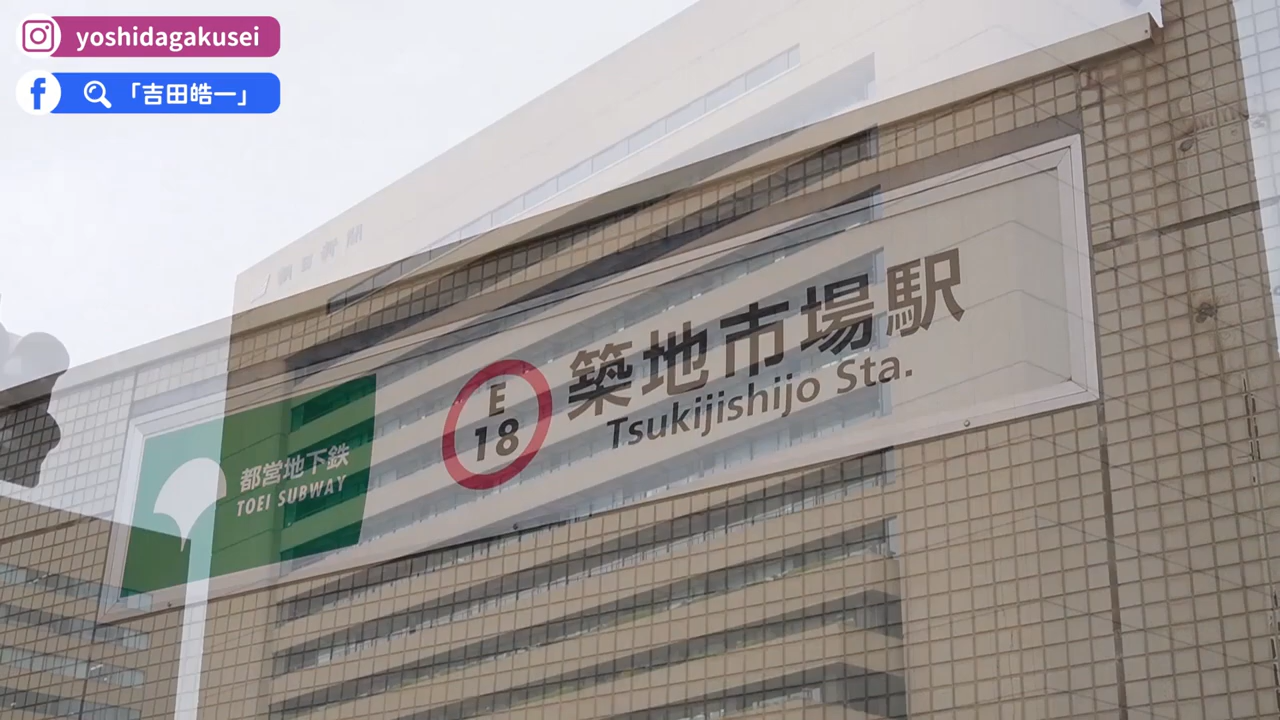 yoshidagakusei
「吉田皓一」
築地市場駅
E
18
Tsukijishijo Sta.
都営地下鉄
TOEI SUBWAY